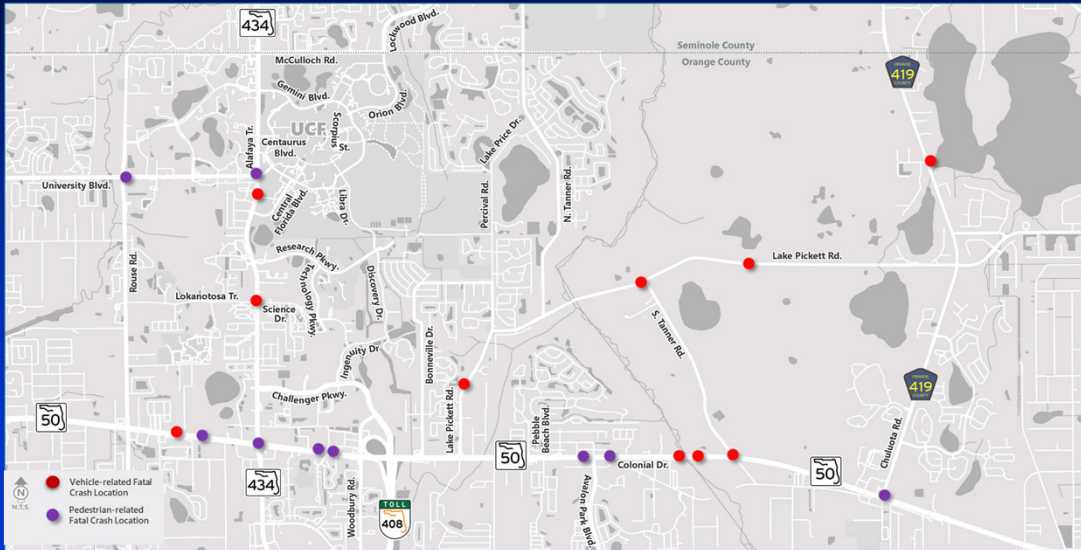 434
Lockwood Blvd.
McCulloch Rd.
Seminole County
Orange County
ORANGE
419
COUNTY
Gemini Blvd.
Orion Blvd.
UCF
Scorpius
St.
Alafaya Tr.
Centaurus
Blvd.
Lake Price Dr.
University Blvd.
Central
Florida Blvd.
Libra Dr.
Percival Rd.
N. Tanner Rd.
Rouse Rd.
Research Pkwy.
Technology Pkwy.
Discovery Dr.
Lake Pickett Rd.
Lokanotosa Tr.
Science
Dr.
S. Tanner Rd.
Ingenuity Dr
Bonneville Dr.
Challenger Pkwy.
Lake Pickett Rd.
Pebble
Beach Blvd.
ORANGE
419
COUNTY
Chuluota Rd.
50
50
Colonial Dr.
50
434
Woodbury Rd.
TOLL
408
Avalon Park Blvd.
N
N.T.S.
Vehicle-related Fatal
Crash Location
Pedestrian-related
Fatal Crash Location